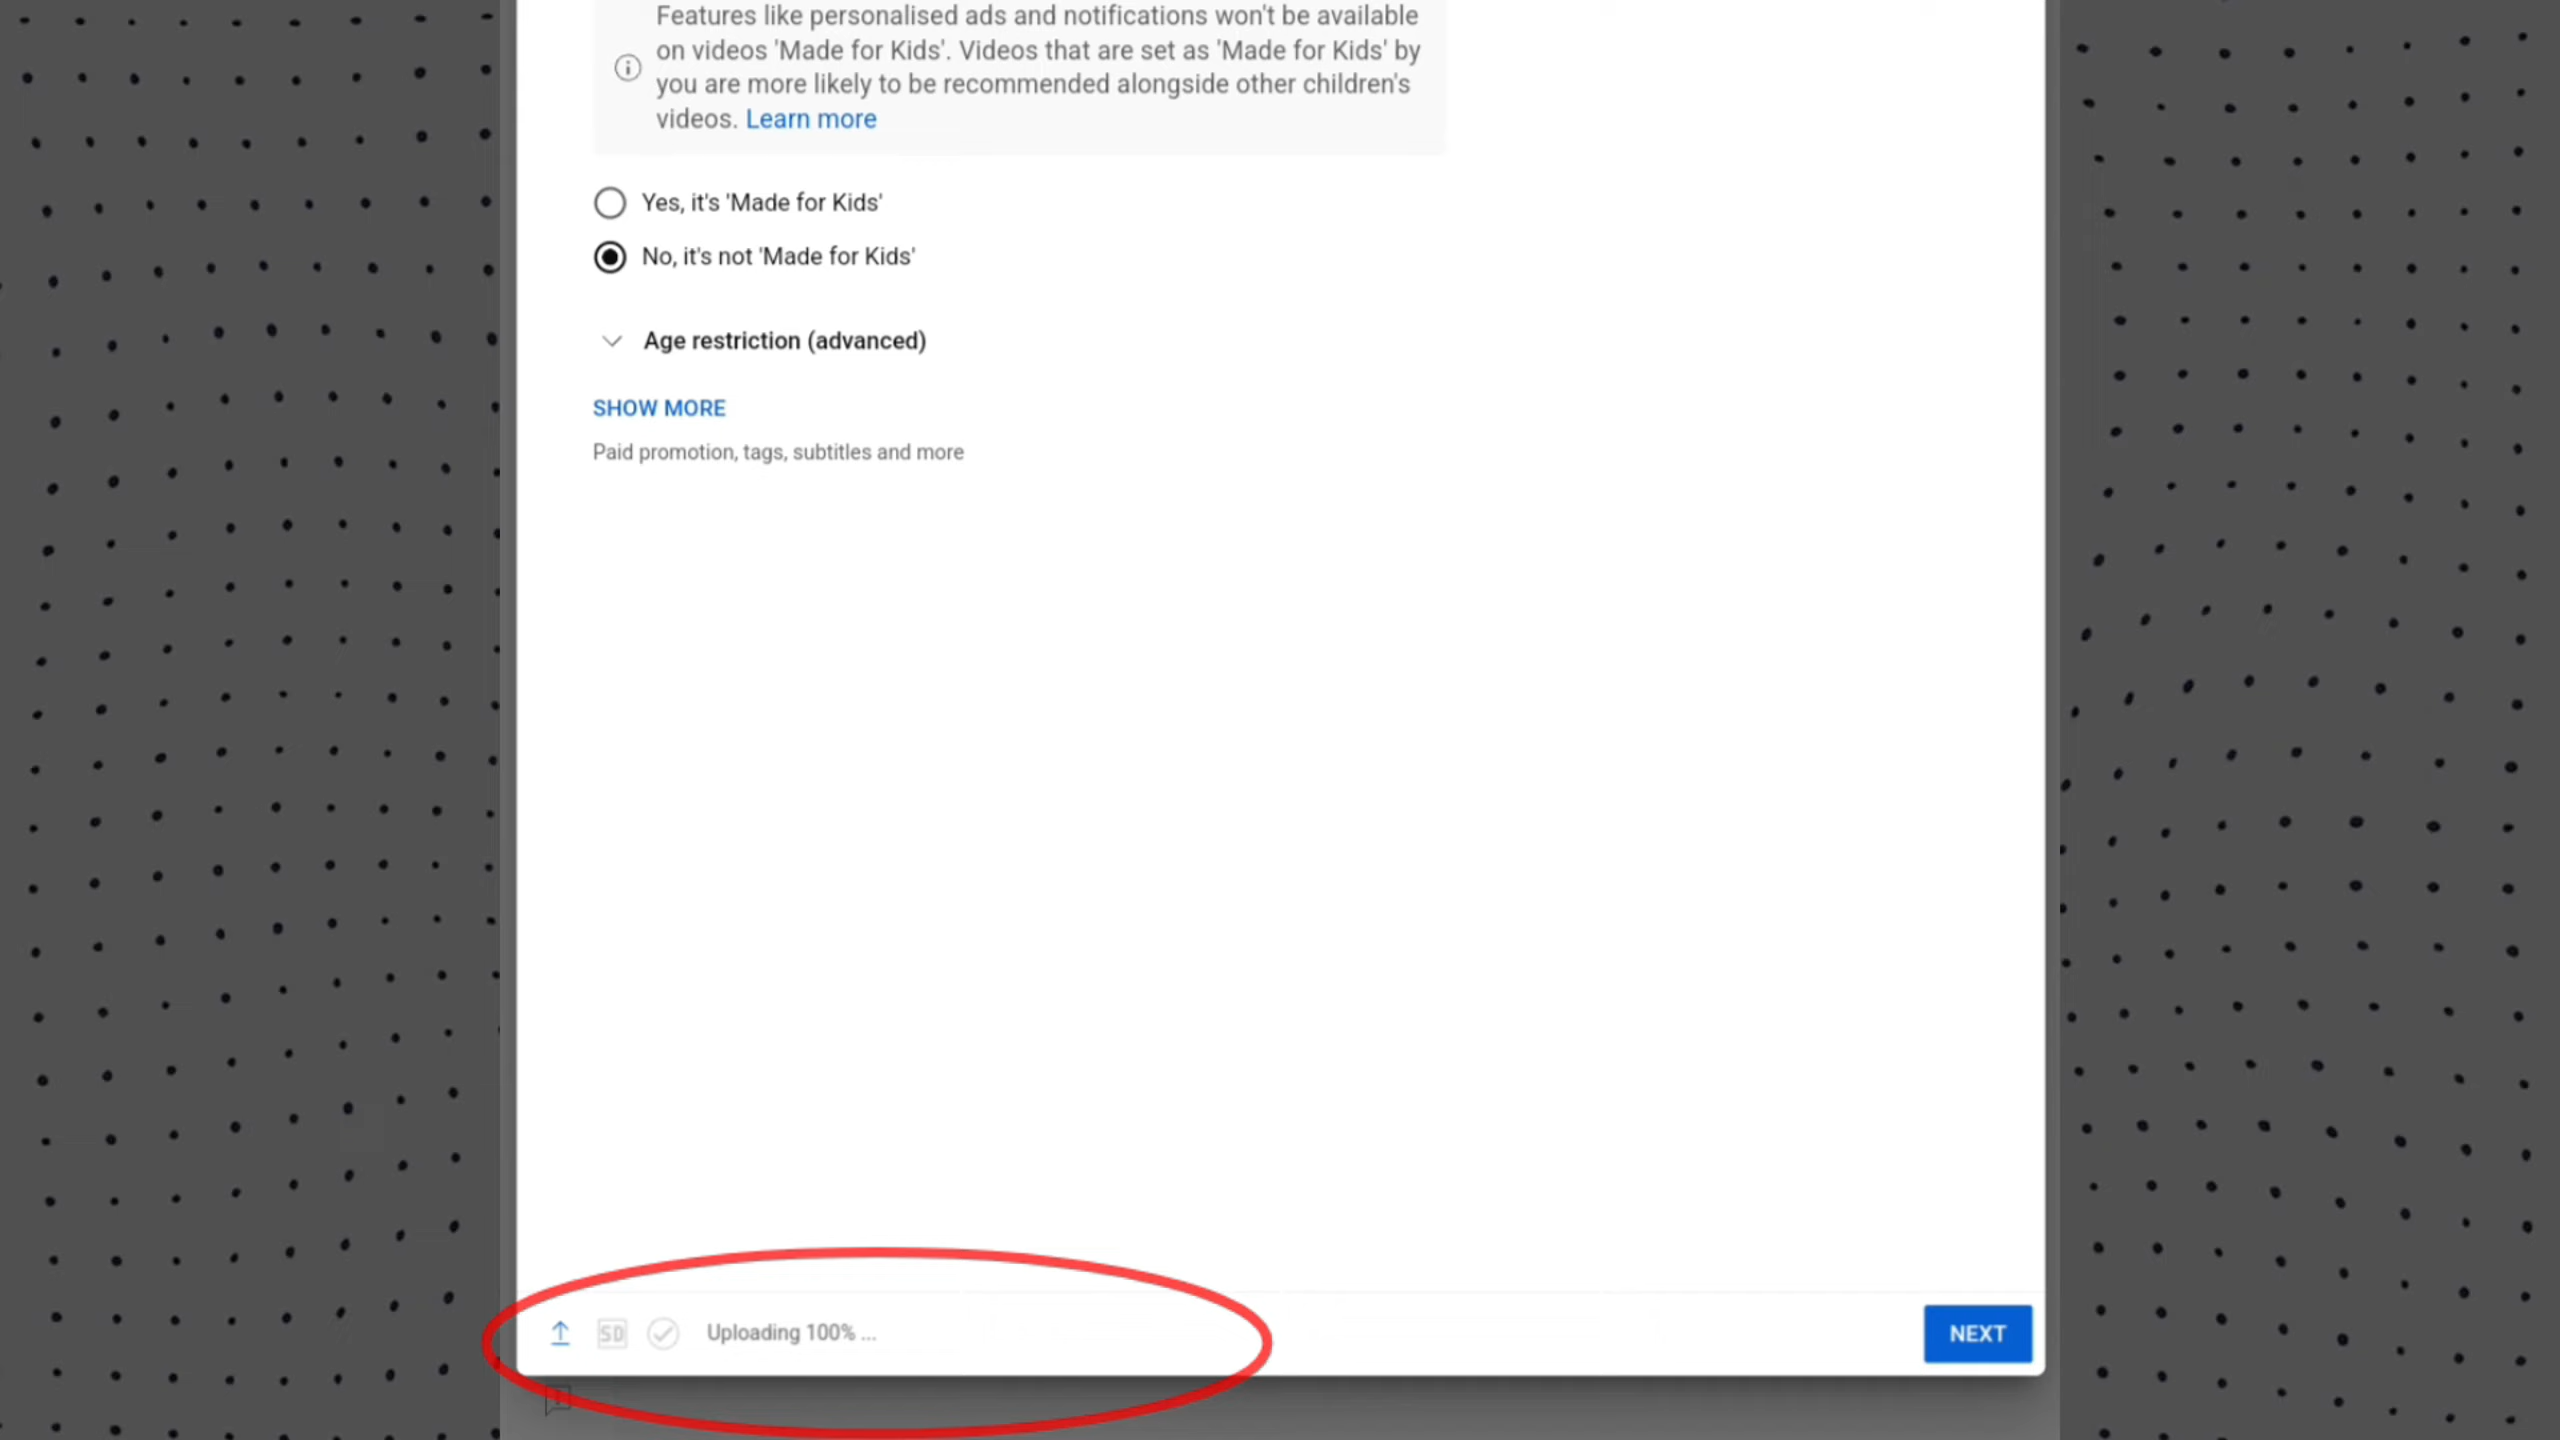 Features like personalised ads and notifications won't be available
on videos 'Made for Kids'. Videos that are set as 'Made for Kids' by
you are more likely to be recommended alongside other children's
videos. Learn more
Yes, it's 'Made for Kids'
No, it's not 'Made for Kids'
Age restriction (advanced)
SHOW MORE
Paid promotion, tags, subtitles and more
SD Uploading 100% ...
NEXT